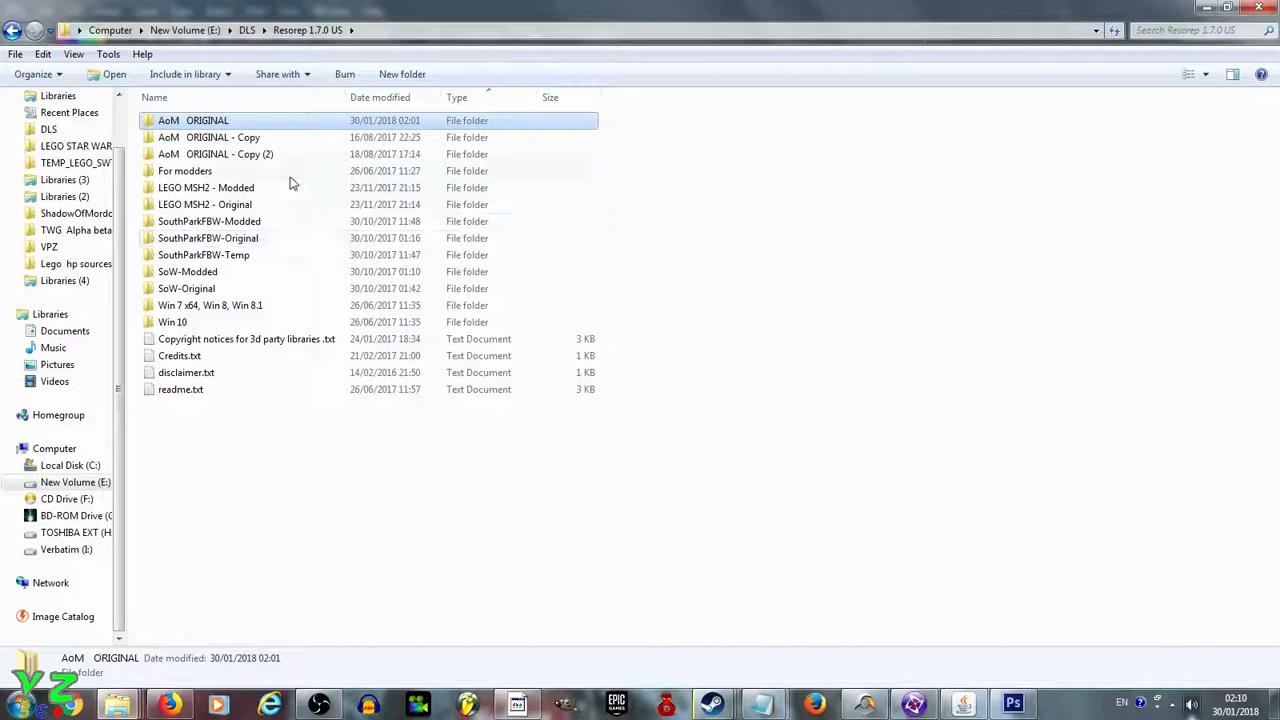 Computer ▸ New Volume (E:) ▸ DLS ▸ Resorep 1.7.0 US ▸
Search Resorep 1.7.0 US
File Edit View Tools Help
Organize Open Include in library Share with Burn New folder
Name Date modified Type Size
Libraries
Recent Places
DLS
LEGO STAR WAR
TEMP_LEGO_SW
Libraries (3)
Libraries (2)
ShadowOfMordo
TWG Alpha beta
VPZ
Lego hp sources
Libraries (4)
Libraries
Documents
Music
Pictures
Videos
Homegroup
Computer
Local Disk (C:)
New Volume (E:)
CD Drive (F:)
BD-ROM Drive (G
TOSHIBA EXT (H
Verbatim (I:)
Network
Image Catalog
AoM ORIGINAL 30/01/2018 02:01 File folder
AoM ORIGINAL - Copy 16/08/2017 22:25 File folder
AoM ORIGINAL - Copy (2) 18/08/2017 17:14 File folder
For modders 26/06/2017 11:27 File folder
LEGO MSH2 - Modded 23/11/2017 21:15 File folder
LEGO MSH2 - Original 23/11/2017 21:14 File folder
SouthParkFBW-Modded 30/10/2017 11:48 File folder
SouthParkFBW-Original 30/10/2017 01:16 File folder
SouthParkFBW-Temp 30/10/2017 11:47 File folder
SoW-Modded 30/10/2017 01:10 File folder
SoW-Original 30/10/2017 01:42 File folder
Win 7 x64, Win 8, Win 8.1 26/06/2017 11:35 File folder
Win 10 26/06/2017 11:35 File folder
Copyright notices for 3d party libraries .txt 24/01/2017 18:34 Text Document 3 KB
Credits.txt 21/02/2017 21:00 Text Document 1 KB
disclaimer.txt 14/02/2016 21:50 Text Document 1 KB
readme.txt 26/06/2017 11:57 Text Document 3 KB
AoM ORIGINAL Date modified: 30/01/2018 02:01
File folder
YZ
EPIC GAMES
Ps
EN
02:10
30/01/2018